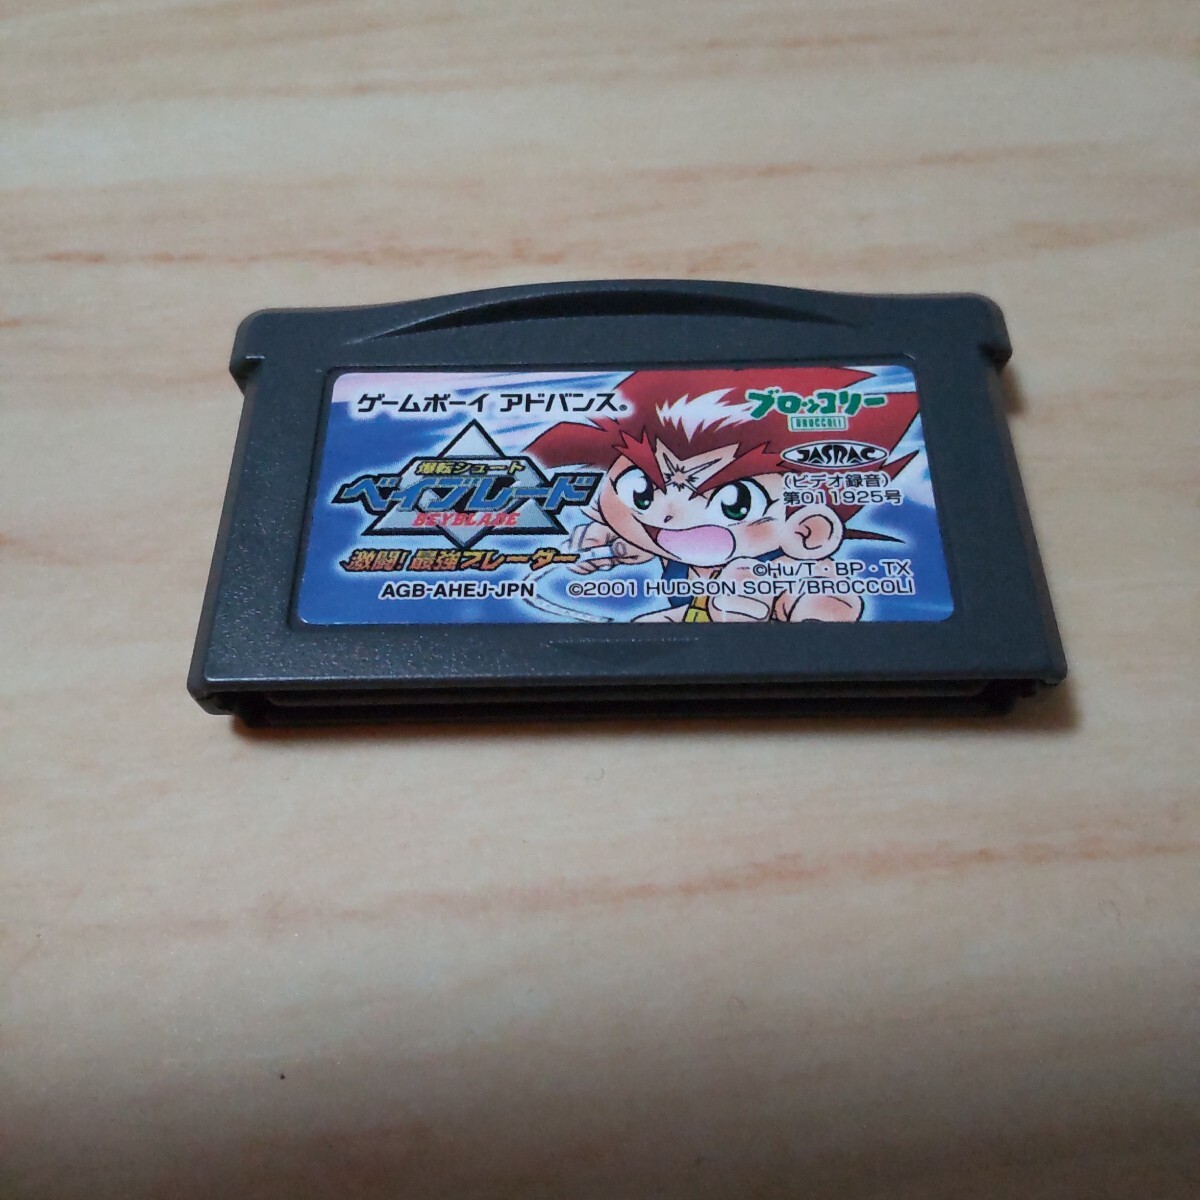 ゲームボーイ アドバンス®
ブロッコリー
BROCCOLI
爆転シュート
ベイブレード
BEYBLADE
激闘!最強ブレーダー
JASRAC
(ビデオ録音)
第011925号
©Hu/T・BP・TX
AGB-AHEJ-JPN ©2001 HUDSON SOFT/BROCCOLI